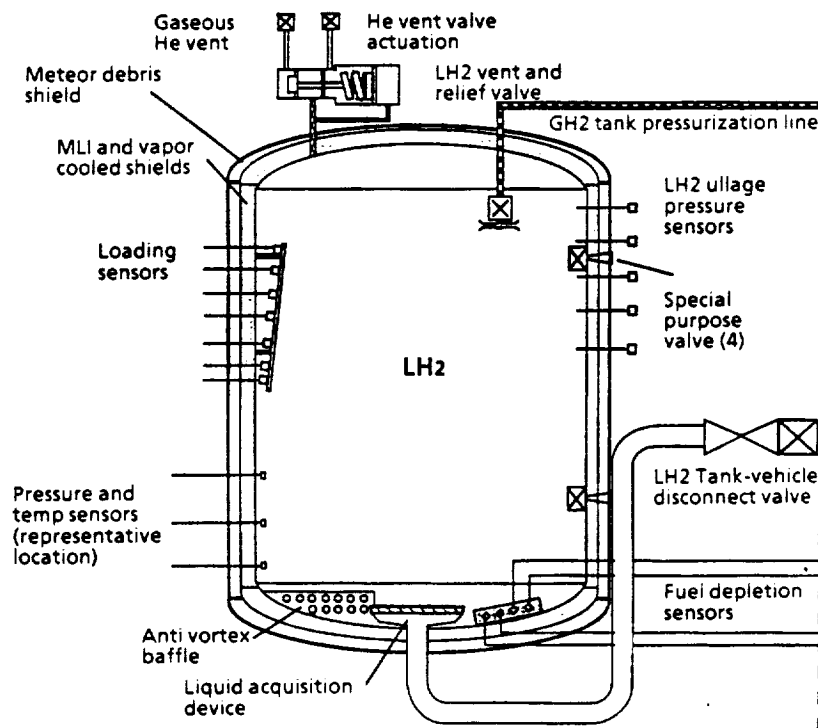 Gaseous
He vent
He vent valve
actuation
Meteor debris
shield
LH2 vent and
relief valve
GH2 tank pressurization line
MLI and vapor
cooled shields
LH2 ullage
pressure
sensors
Loading
sensors
Special
purpose
valve (4)
LH2
LH2 Tank-vehicle
disconnect valve
Pressure and
temp sensors
(representative
location)
Fuel depletion
sensors
Anti vortex
baffle
Liquid acquisition
device